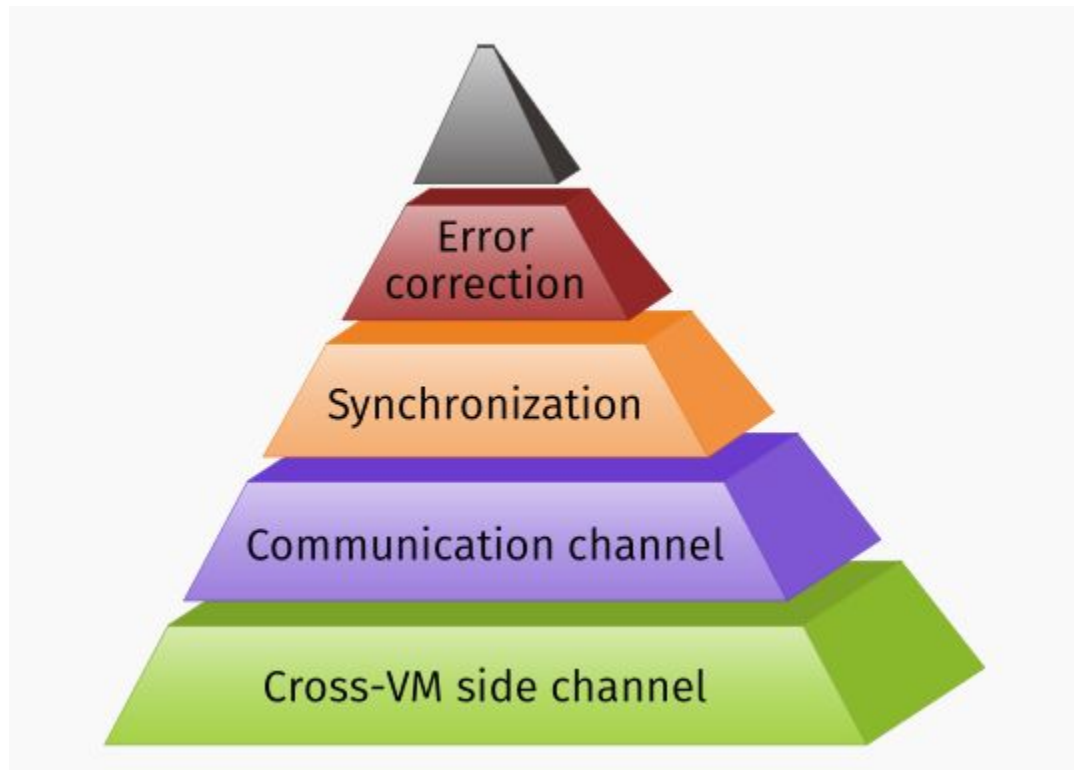 Error
correction
Synchronization
Communication channel
Cross-VM side channel